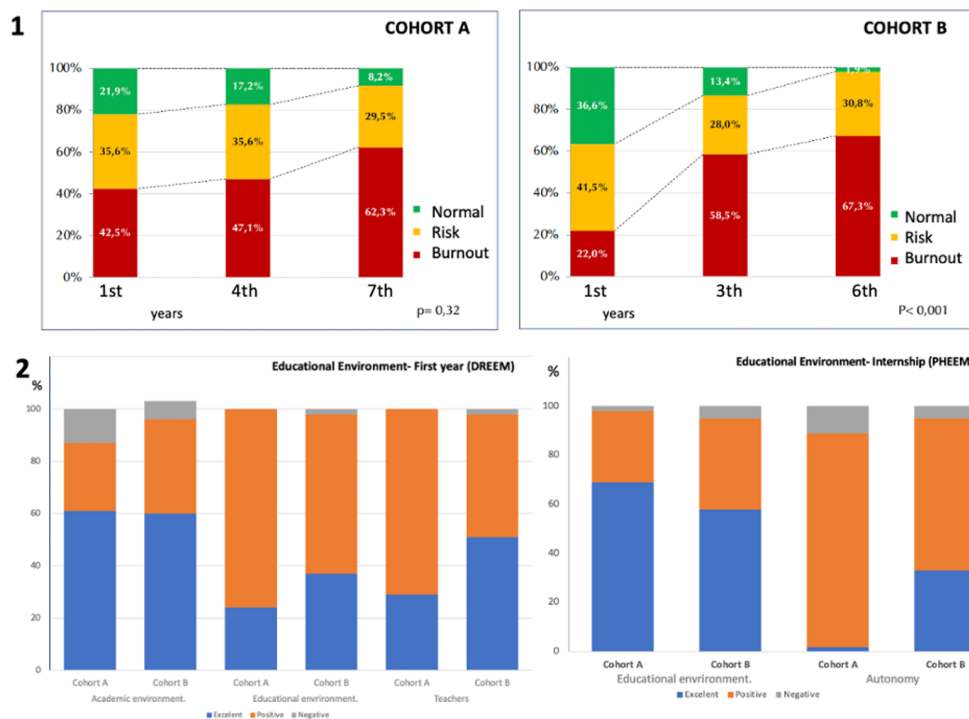 1
COHORT A
100%
80%
60%
40%
20%
0%
21,9%
17,2%
8,2%
35,6%
35,6%
29,5%
42,5%
47,1%
62,3%
Normal
Risk
Burnout
1st
4th
7th
years
p= 0,32
COHORT B
100%
80%
60%
40%
20%
0%
36,6%
13,4%
1,9%
41,5%
28,0%
30,8%
22,0%
58,5%
67,3%
Normal
Risk
Burnout
1st
3th
6th
years
P< 0,001
2
Educational Environment- First year (DREEM)
%
100
80
60
40
20
0
Cohort A
Cohort B
Cohort A
Cohort B
Cohort A
Cohort B
Academic environment.
Educational environment.
Teachers
Excelent
Positive
Negative
Educational Environment- Internship (PHEEM
%
100
80
60
40
20
0
Cohort A
Cohort B
Cohort A
Cohort B
Educational environment.
Autonomy
Excelent
Positive
Negative